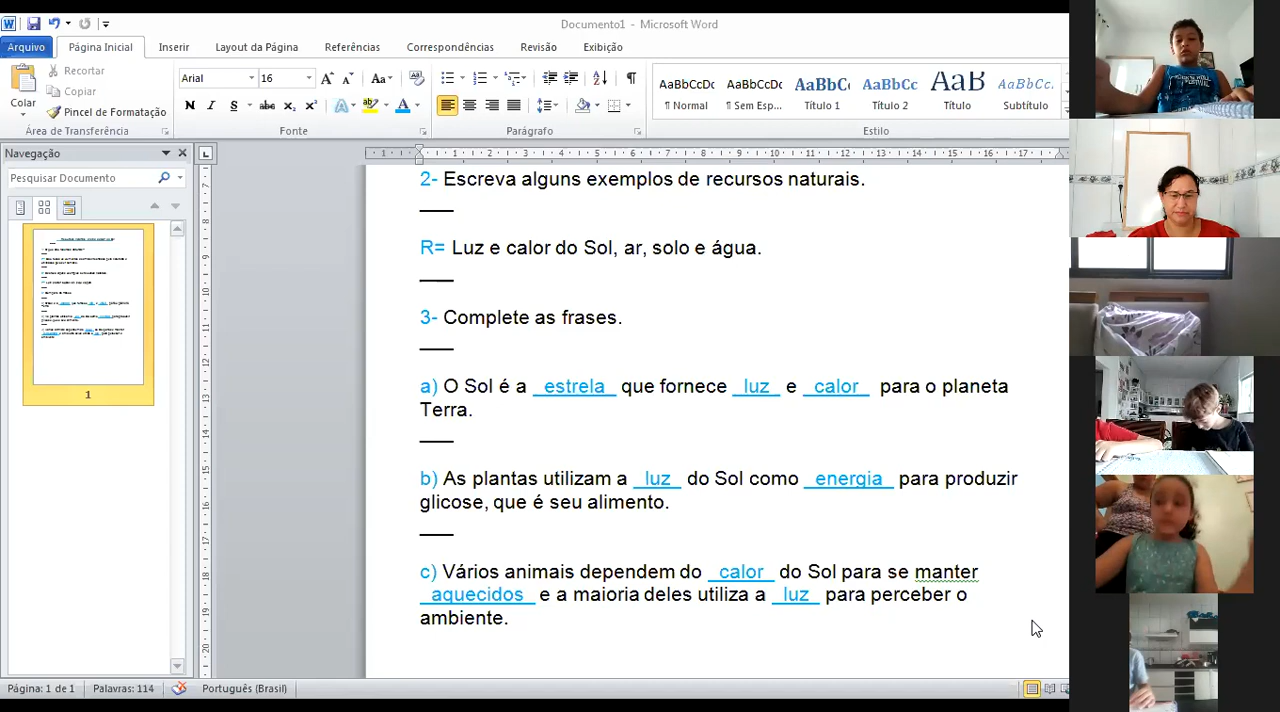 Documento1 - Microsoft Word
Arquivo Página Inicial Inserir Layout da Página Referências Correspondências Revisão Exibição
Colar
Recortar
Copiar
Pincel de Formatação
Área de Transferência
Arial 16
Fonte
Parágrafo
AaBbCcDc AaBbCcDc AaBbC AaBbCc AaB AaBbCc.
¶ Normal ¶ Sem Esp... Título 1 Título 2 Título Subtítulo
Estilo
Navegação
Pesquisar Documento
1
2- Escreva alguns exemplos de recursos naturais.
R= Luz e calor do Sol, ar, solo e água.
3- Complete as frases.
a) O Sol é a estrela que fornece luz e calor para o planeta
Terra.
b) As plantas utilizam a luz do Sol como energia para produzir
glicose, que é seu alimento.
c) Vários animais dependem do calor do Sol para se manter
aquecidos e a maioria deles utiliza a luz para perceber o
ambiente.
Página: 1 de 1 Palavras: 114 Português (Brasil)